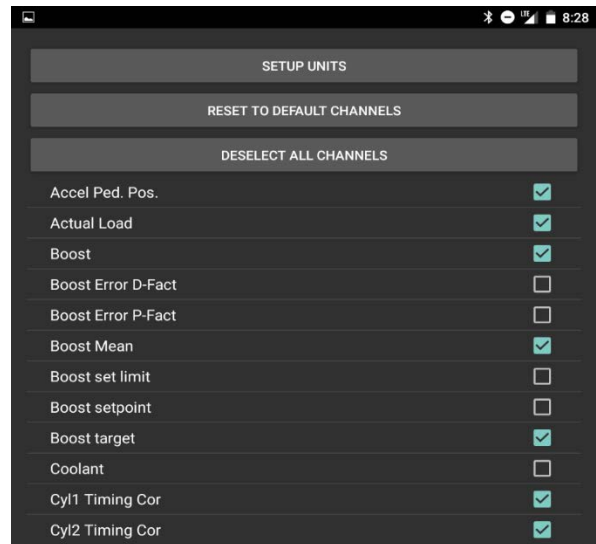 LTE 8:28
SETUP UNITS
RESET TO DEFAULT CHANNELS
DESELECT ALL CHANNELS
Accel Ped. Pos.
Actual Load
Boost
Boost Error D-Fact
Boost Error P-Fact
Boost Mean
Boost set limit
Boost setpoint
Boost target
Coolant
Cyl1 Timing Cor
Cyl2 Timing Cor